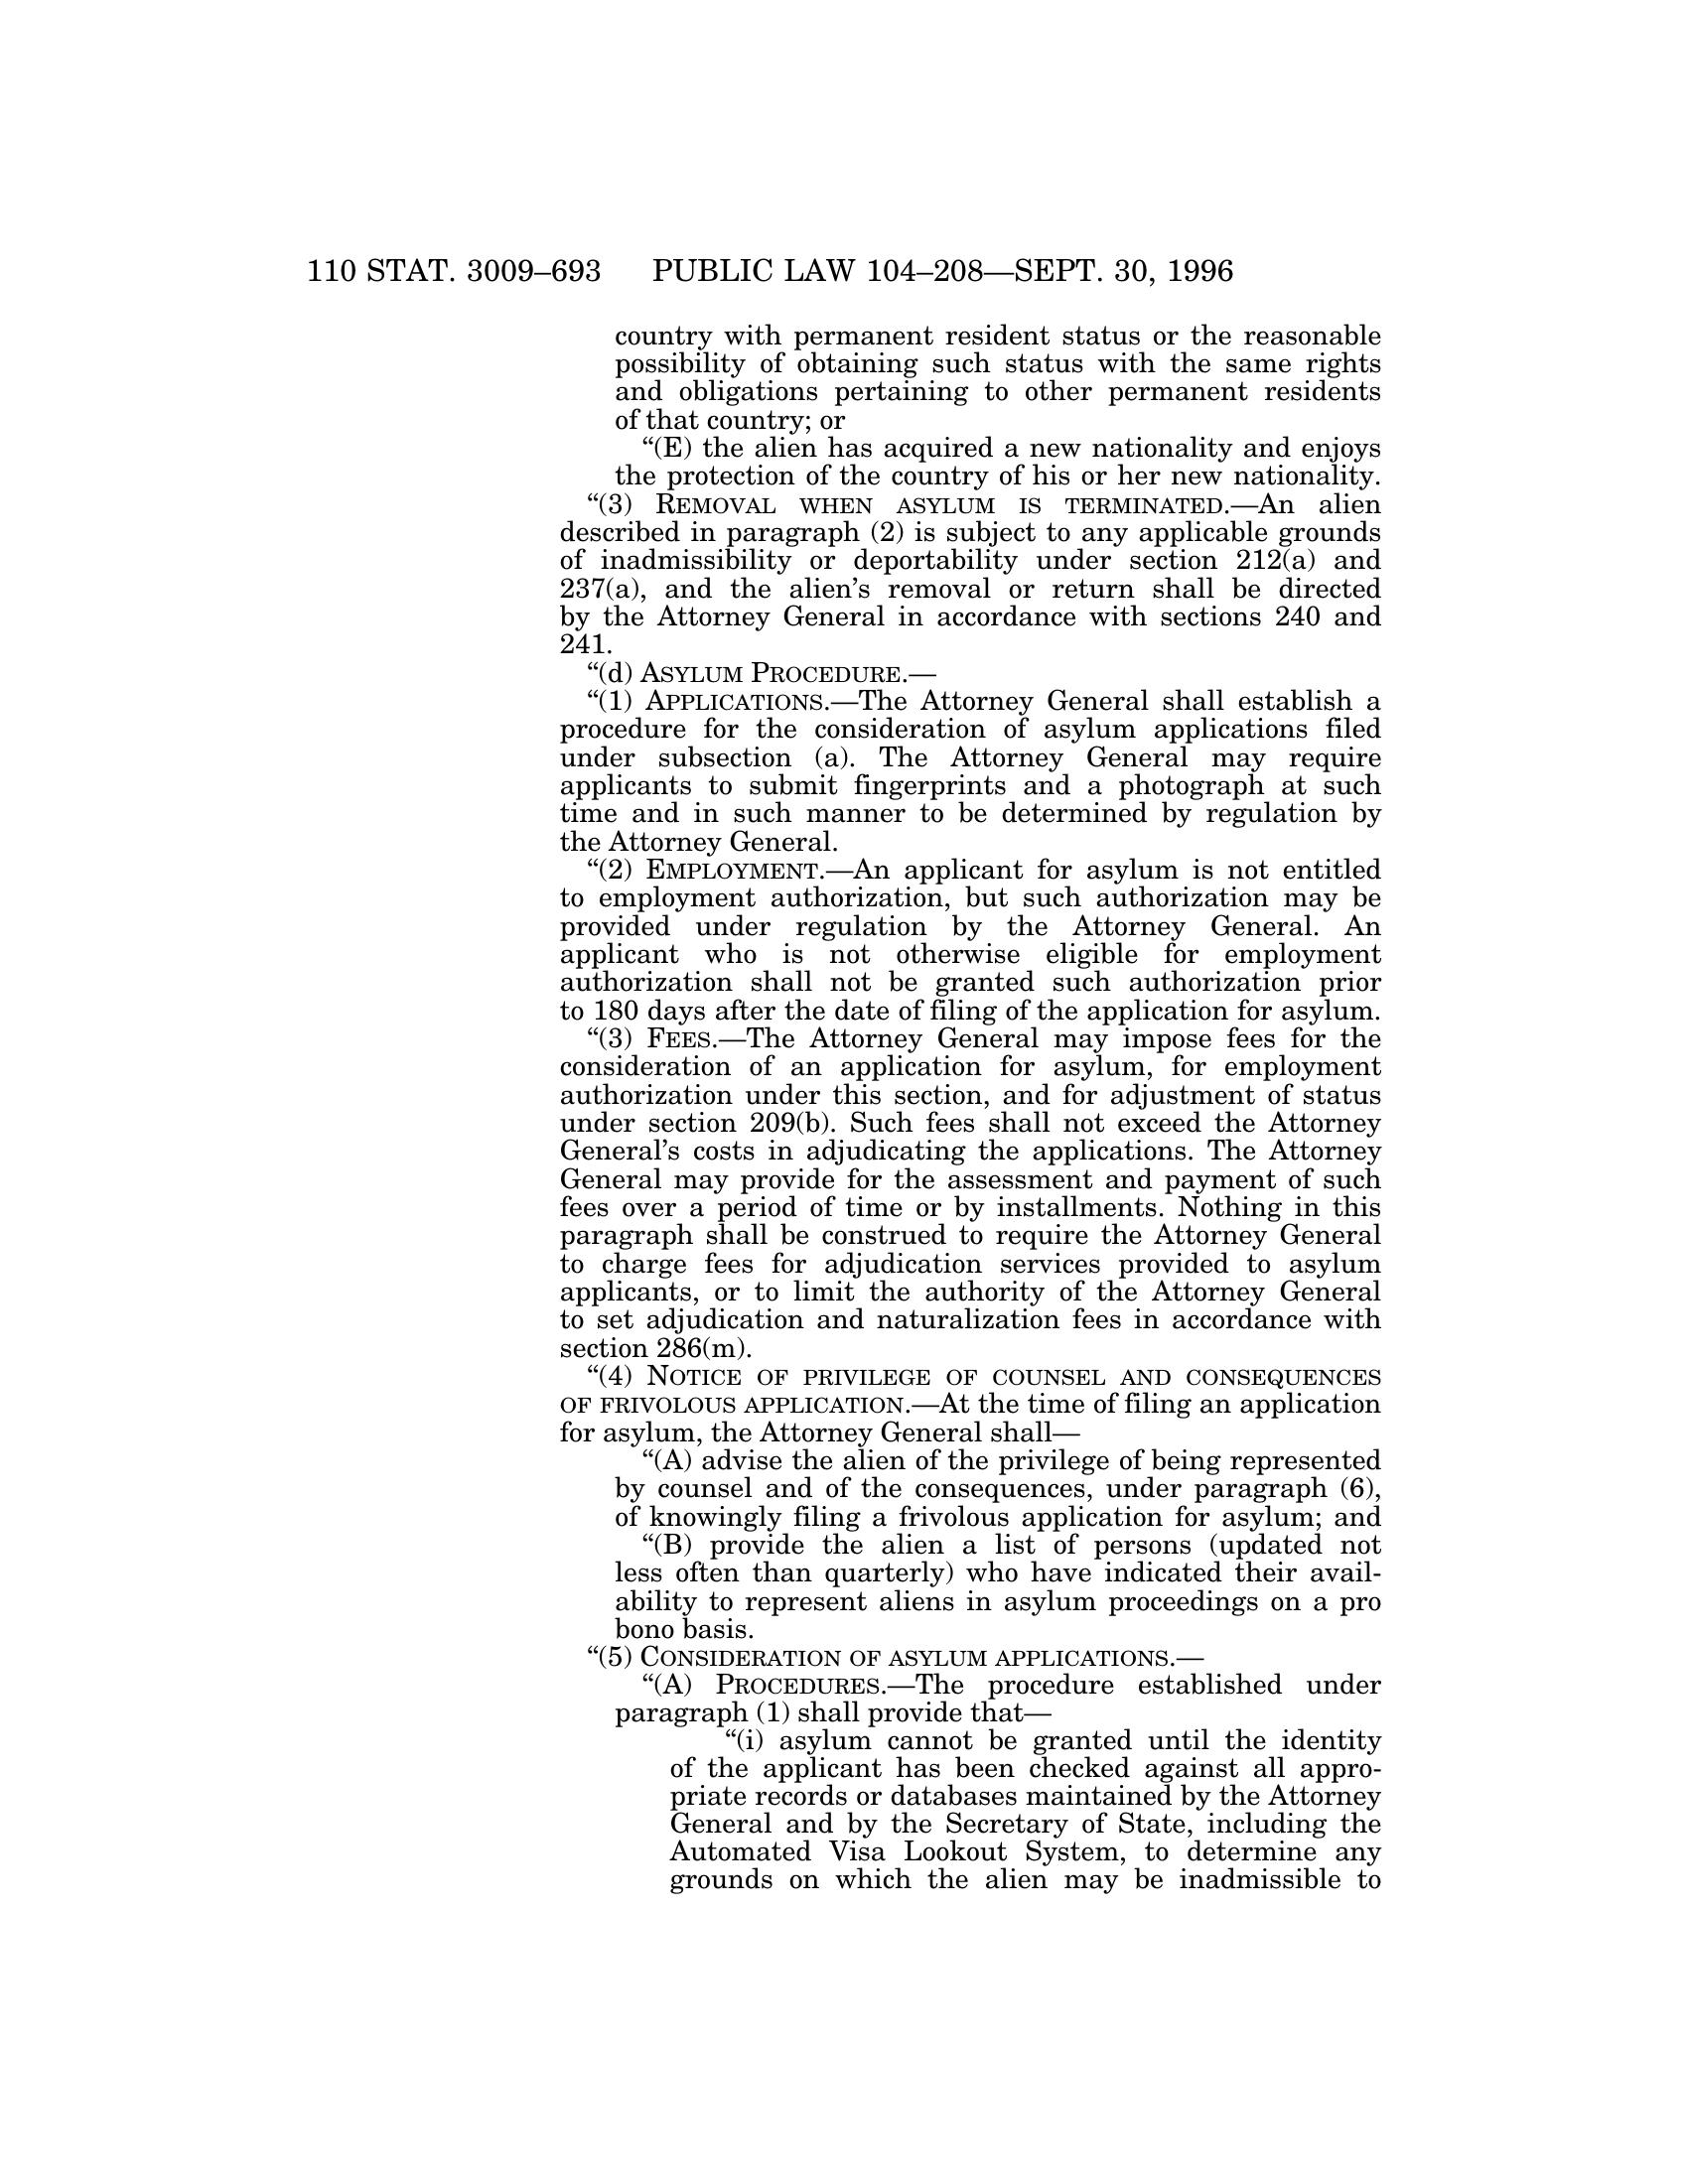 110 STAT. 3009–693 PUBLIC LAW 104–208—SEPT. 30, 1996
country with permanent resident status or the reasonable
possibility of obtaining such status with the same rights
and obligations pertaining to other permanent residents
of that country; or
“(E) the alien has acquired a new nationality and enjoys
the protection of the country of his or her new nationality.
“(3) REMOVAL WHEN ASYLUM IS TERMINATED.—An alien
described in paragraph (2) is subject to any applicable grounds
of inadmissibility or deportability under section 212(a) and
237(a), and the alien’s removal or return shall be directed
by the Attorney General in accordance with sections 240 and
241.
“(d) ASYLUM PROCEDURE.—
“(1) APPLICATIONS.—The Attorney General shall establish a
procedure for the consideration of asylum applications filed
under subsection (a). The Attorney General may require
applicants to submit fingerprints and a photograph at such
time and in such manner to be determined by regulation by
the Attorney General.
“(2) EMPLOYMENT.—An applicant for asylum is not entitled
to employment authorization, but such authorization may be
provided under regulation by the Attorney General. An
applicant who is not otherwise eligible for employment
authorization shall not be granted such authorization prior
to 180 days after the date of filing of the application for asylum.
“(3) FEES.—The Attorney General may impose fees for the
consideration of an application for asylum, for employment
authorization under this section, and for adjustment of status
under section 209(b). Such fees shall not exceed the Attorney
General’s costs in adjudicating the applications. The Attorney
General may provide for the assessment and payment of such
fees over a period of time or by installments. Nothing in this
paragraph shall be construed to require the Attorney General
to charge fees for adjudication services provided to asylum
applicants, or to limit the authority of the Attorney General
to set adjudication and naturalization fees in accordance with
section 286(m).
“(4) NOTICE OF PRIVILEGE OF COUNSEL AND CONSEQUENCES
OF FRIVOLOUS APPLICATION.—At the time of filing an application
for asylum, the Attorney General shall—
“(A) advise the alien of the privilege of being represented
by counsel and of the consequences, under paragraph (6),
of knowingly filing a frivolous application for asylum; and
“(B) provide the alien a list of persons (updated not
less often than quarterly) who have indicated their avail-
ability to represent aliens in asylum proceedings on a pro
bono basis.
“(5) CONSIDERATION OF ASYLUM APPLICATIONS.—
“(A) PROCEDURES.—The procedure established under
paragraph (1) shall provide that—
“(i) asylum cannot be granted until the identity
of the applicant has been checked against all appro-
priate records or databases maintained by the Attorney
General and by the Secretary of State, including the
Automated Visa Lookout System, to determine any
grounds on which the alien may be inadmissible to